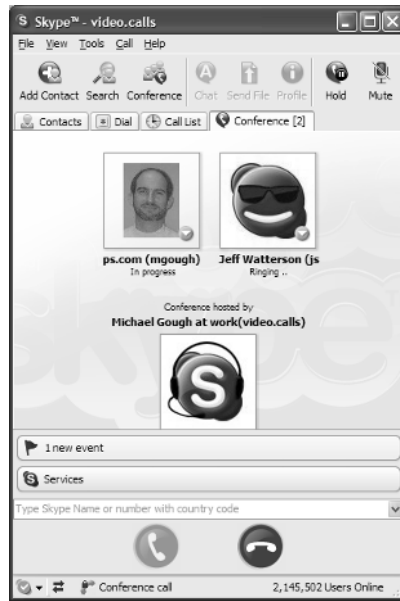 Skype™ - video.calls
File View Tools Call Help
Add Contact Search Conference Chat Send File Profile Hold Mute
Contacts Dial Call List Conference [2]
ps.com (mgough) Jeff Watterson (js
In progress Ringing ..
Conference hosted by
Michael Gough at work(video.calls)
1 new event
Services
Type Skype Name or number with country code
Conference call 2,145,502 Users Online